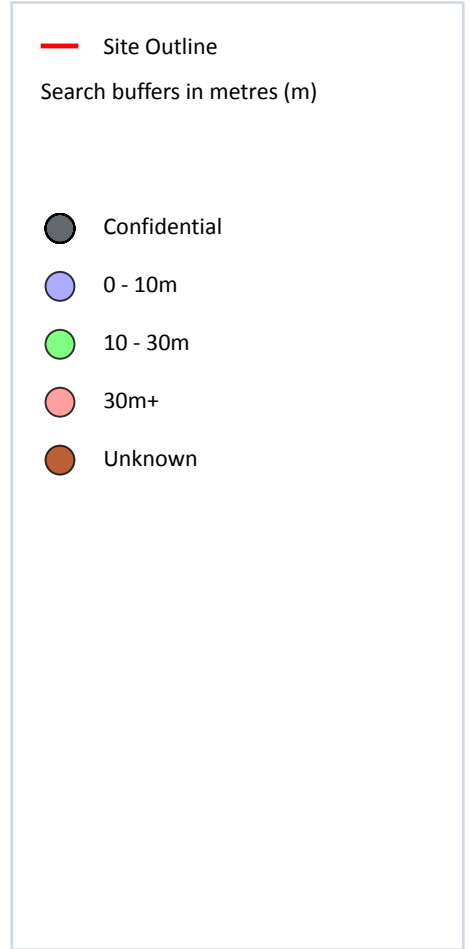 Site Outline
Search buffers in metres (m)
Confidential
0 - 10m
10 - 30m
30m+
Unknown